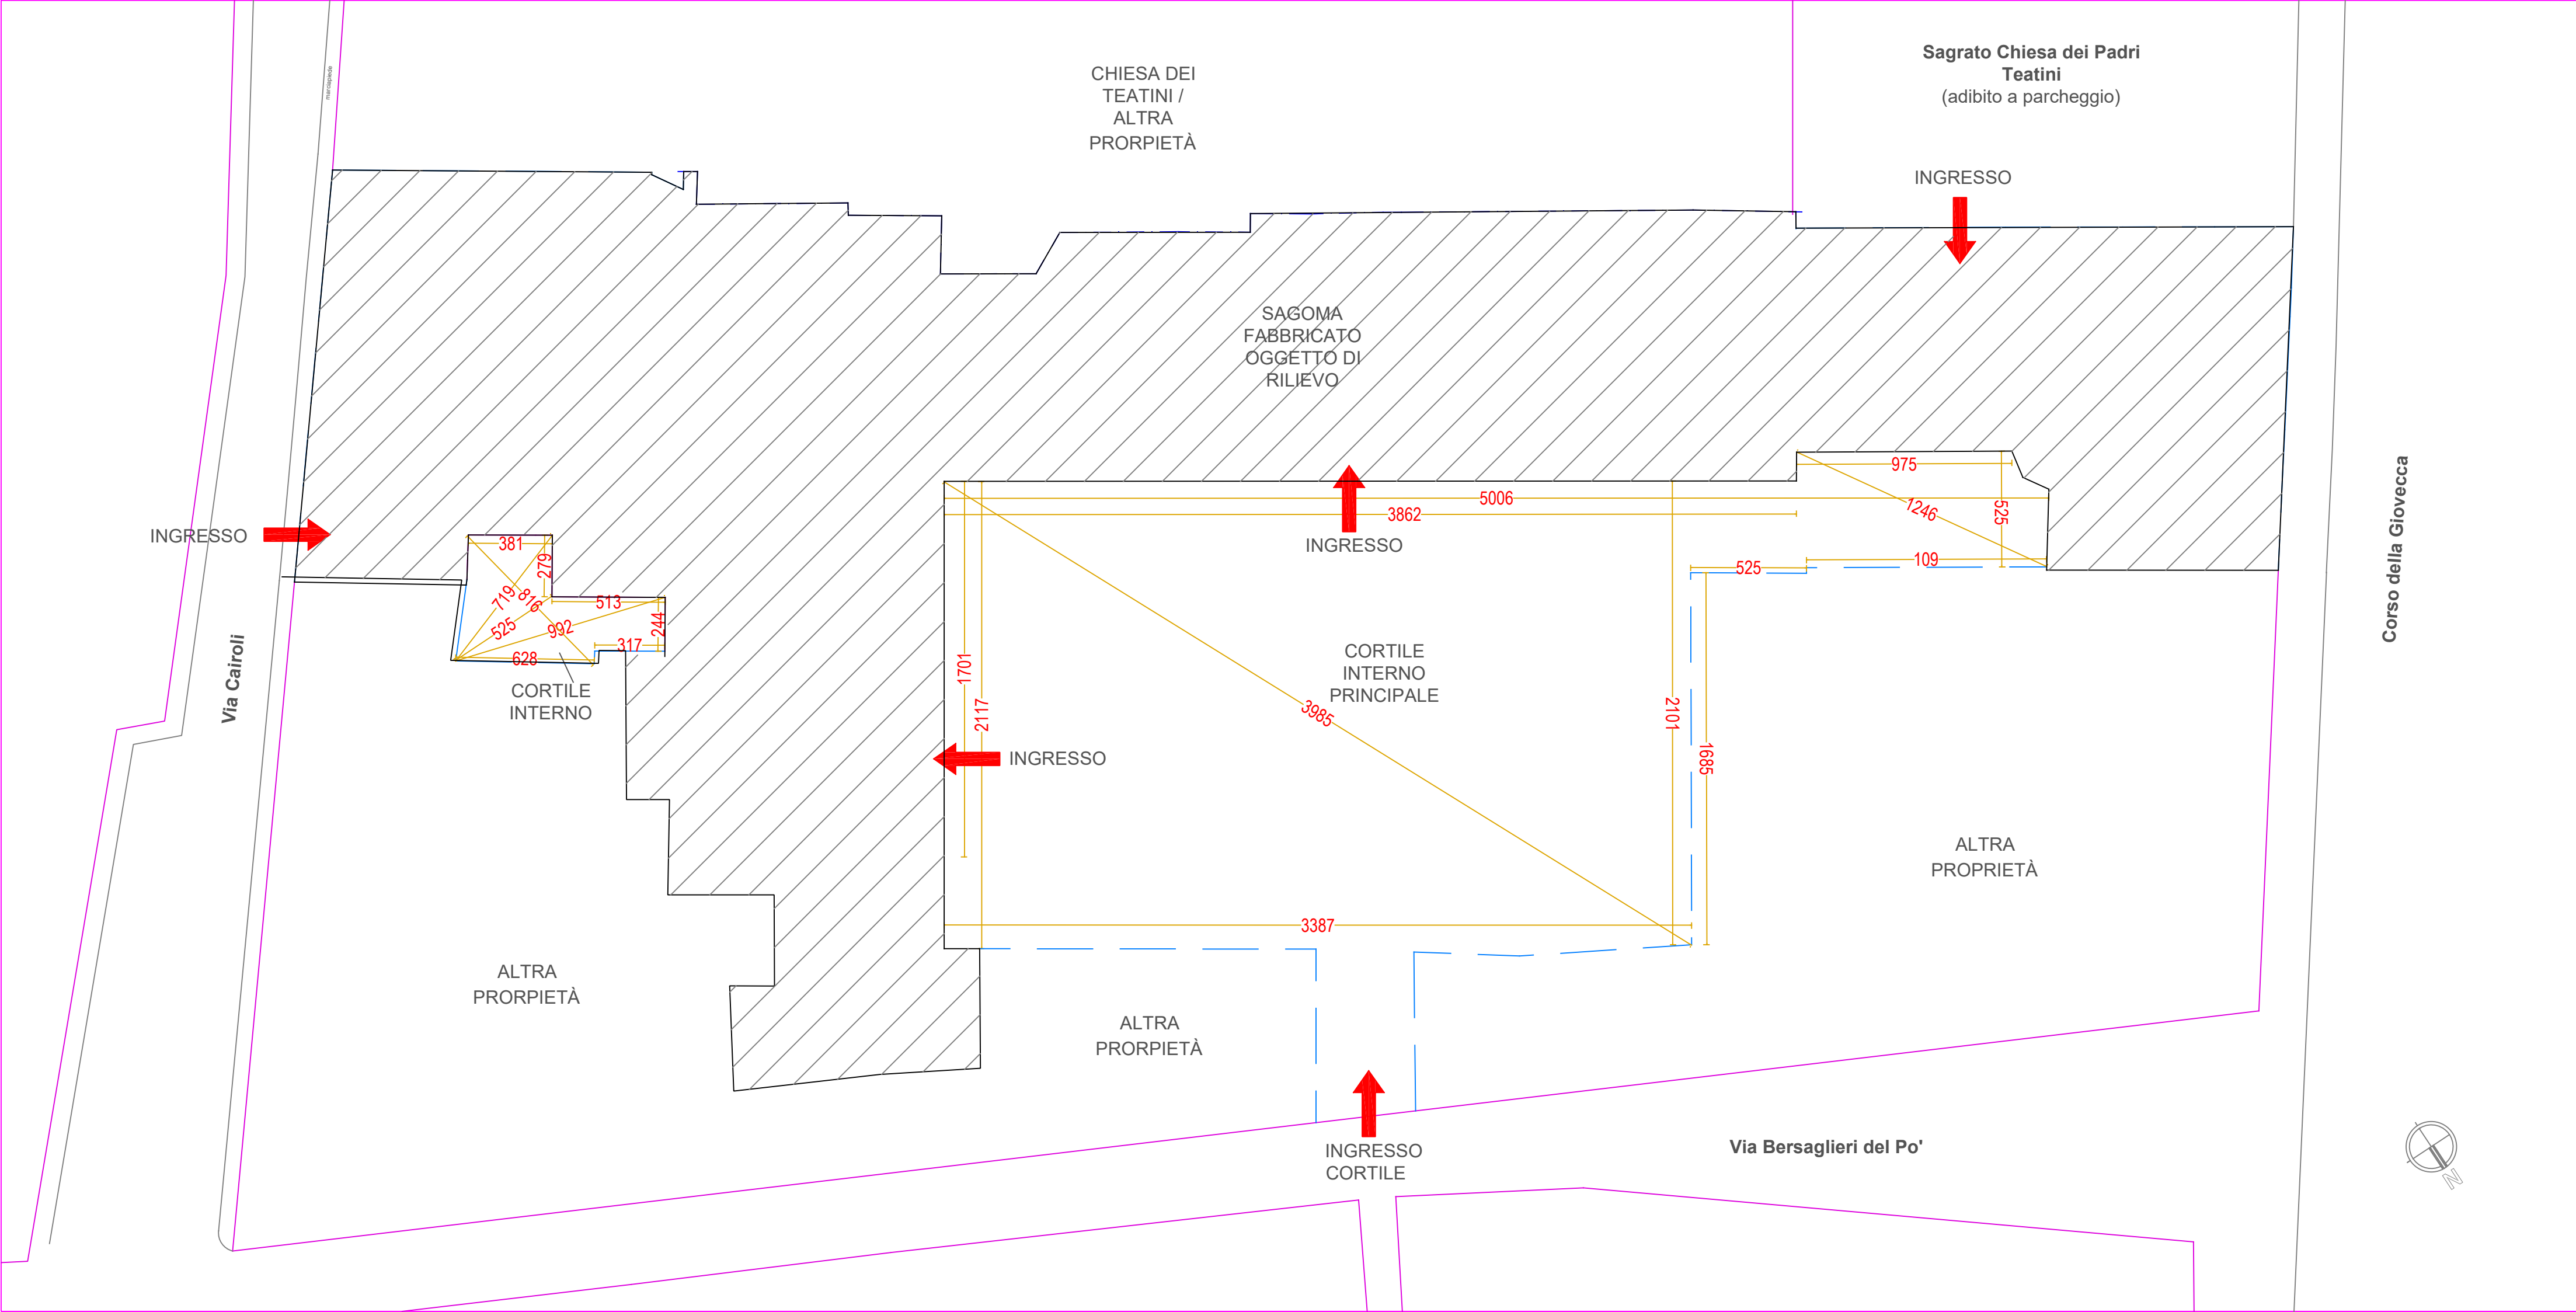 marciapiede
Sagrato Chiesa dei Padri
Teatini
(adibito a parcheggio)
CHIESA DEI
TEATINI /
ALTRA
PRORPIETÀ
INGRESSO
SAGOMA
FABBRICATO
OGGETTO DI
RILIEVO
975
5006
3862
1246
525
INGRESSO
INGRESSO
381
279
109
525
719
816
513
525
992
244
317
628
CORTILE
INTERNO
Via Cairoli
Corso della Giovecca
CORTILE
INTERNO
PRINCIPALE
1701
2117
3985
2101
1685
INGRESSO
ALTRA
PROPRIETÀ
3387
ALTRA
PRORPIETÀ
ALTRA
PRORPIETÀ
INGRESSO
CORTILE
Via Bersaglieri del Po'
N